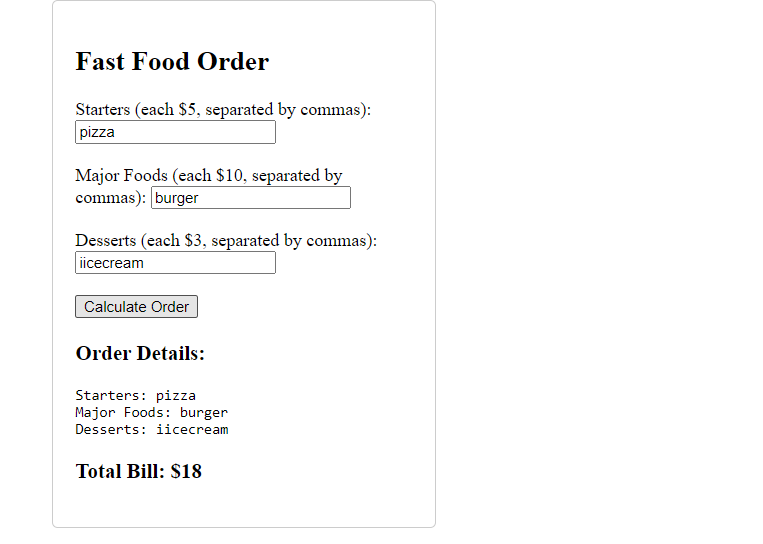 Fast Food Order
Starters (each $5, separated by commas):
pizza
Major Foods (each $10, separated by
commas): burger
Desserts (each $3, separated by commas):
iicecream
Calculate Order
Order Details:
Starters: pizza
Major Foods: burger
Desserts: iicecream
Total Bill: $18